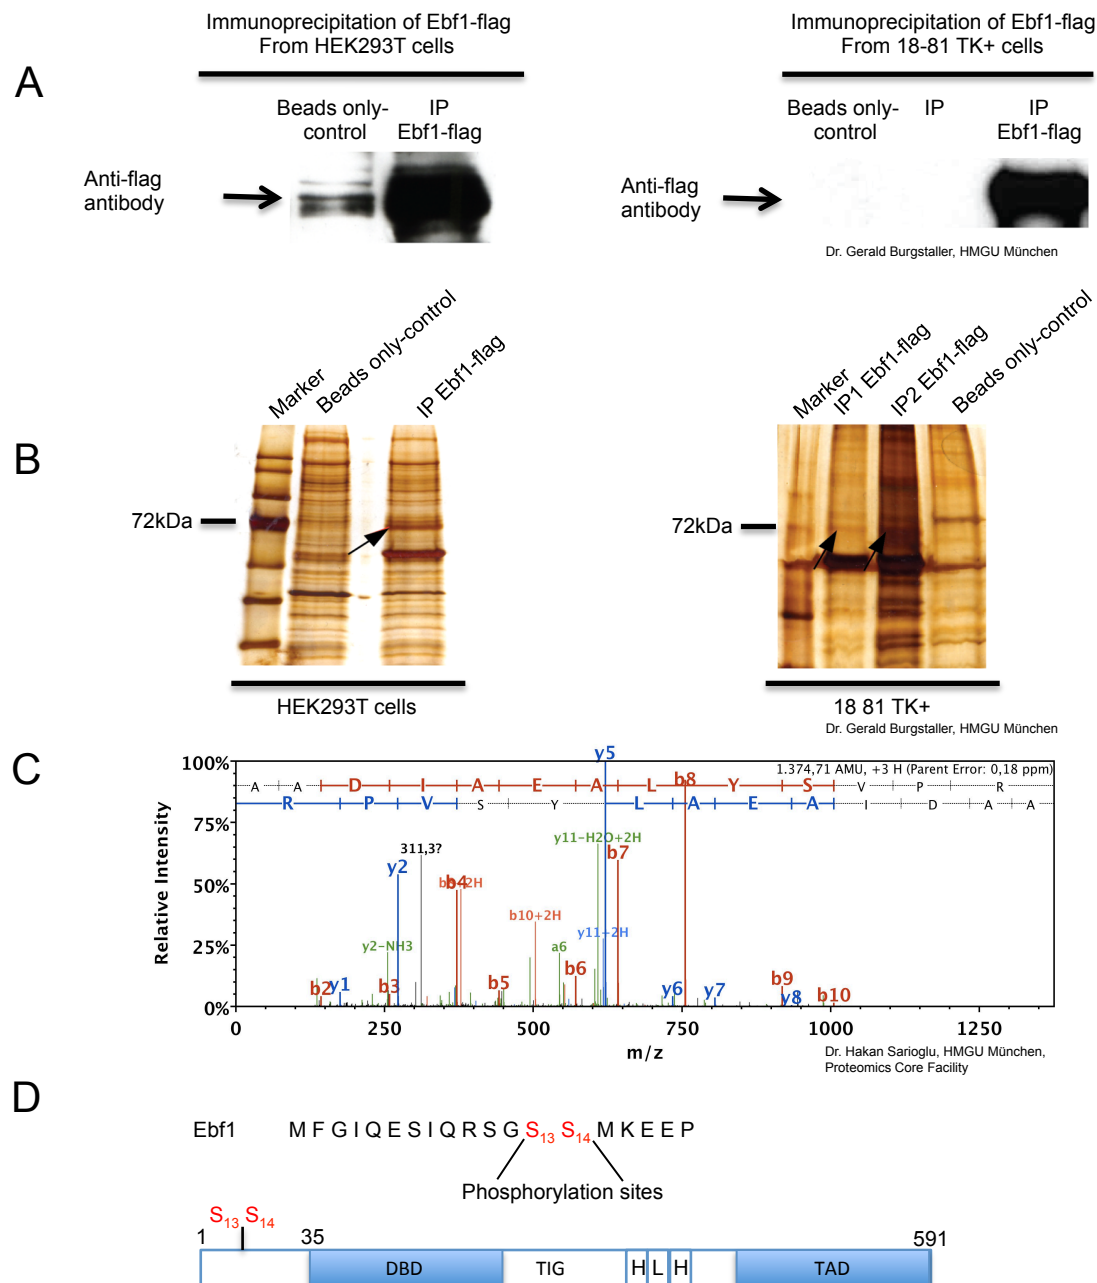 A
Immunoprecipitation of Ebf1-flag
From HEK293T cells
Beads only-
control
IP
Ebf1-flag
Anti-flag
antibody
Immunoprecipitation of Ebf1-flag
From 18-81 TK+ cells
Beads only-
control
IP
IP
Ebf1-flag
Anti-flag
antibody
Dr. Gerald Burgstaller, HMGU München
B
Marker
Beads only-control
IP Ebf1-flag
72kDa
HEK293T cells
Marker
IP1 Ebf1-flag
IP2 Ebf1-flag
Beads only-control
72kDa
18 81 TK+
Dr. Gerald Burgstaller, HMGU München
C
y5
1.374,71 AMU, +3 H (Parent Error: 0,18 ppm)
A A D I A E A L Y S V P R
R P V S Y L A E A I D A A
b8
y11-H2O+2H
b7
311,3?
y2
b4
b10+2H
y11+2H
y2-NH3
a6
b6
b2
y1
b3
b5
y6
y7
b9
y8
b10
100%
75%
50%
25%
0%
Relative Intensity
0 250 500 750 1000 1250
m/z
Dr. Hakan Sarioglu, HMGU München,
Proteomics Core Facility
D
Ebf1 M F G I Q E S I Q R S G S13 S14 M K E E P
Phosphorylation sites
S13 S14
1 35 591
DBD TIG H L H TAD